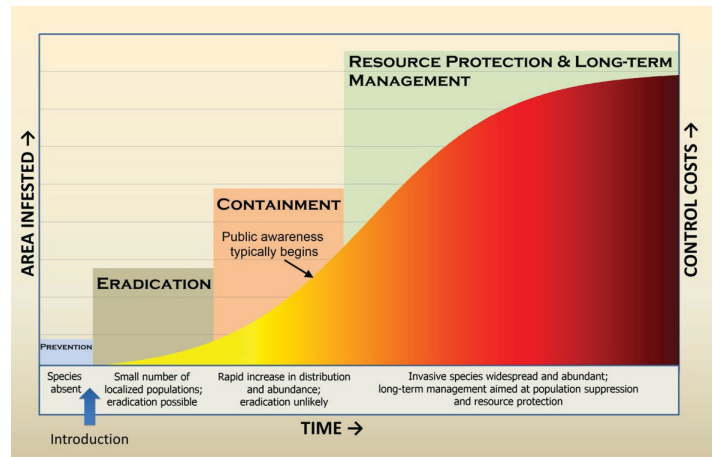 RESOURCE PROTECTION & LONG-TERM
MANAGEMENT
CONTAINMENT
Public awareness
typically begins
ERADICATION
PREVENTION
AREA INFESTED →
CONTROL COSTS →
Species
absent
Small number of
localized populations;
eradication possible
Rapid increase in distribution
and abundance;
eradication unlikely
Invasive species widespread and abundant;
long-term management aimed at population suppression
and resource protection
Introduction
TIME →